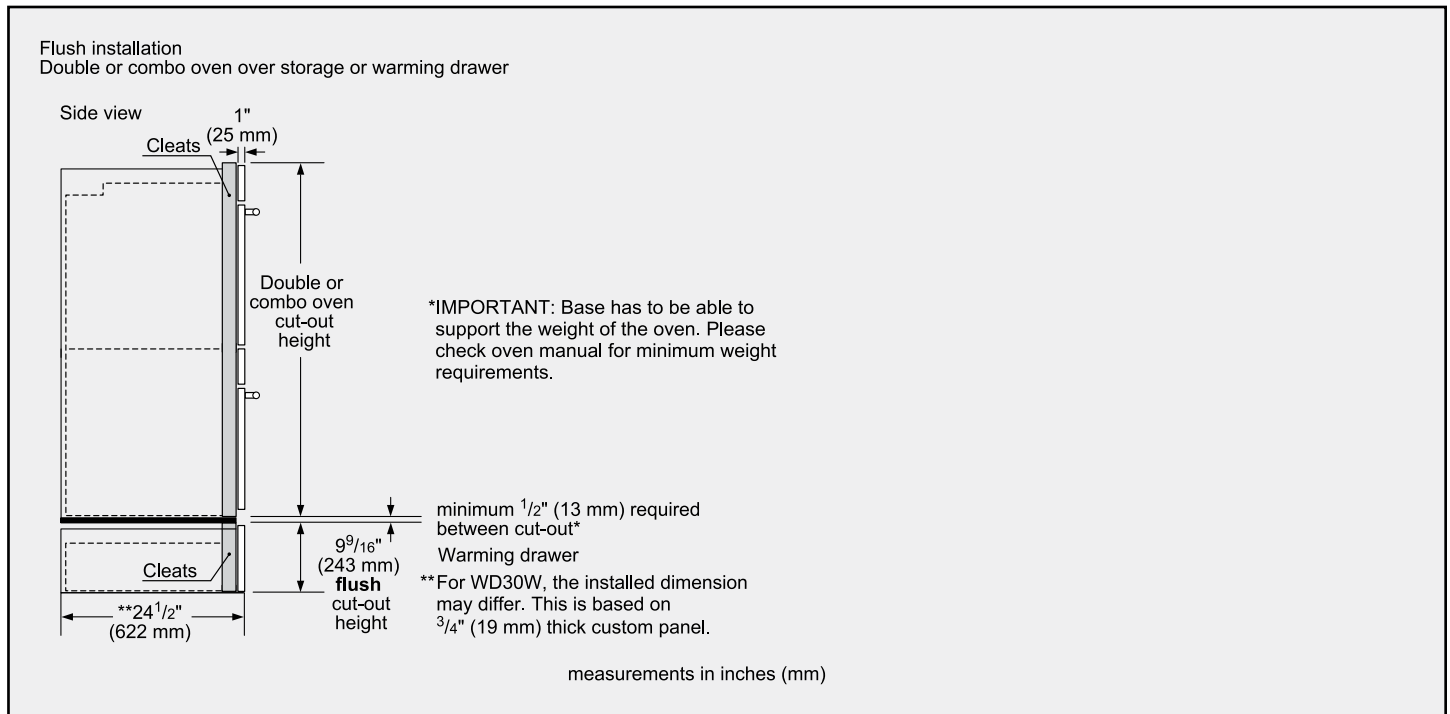 Flush installation
Double or combo oven over storage or warming drawer
Side view
1"
(25 mm)
Cleats
Double or
combo oven
cut-out
height
*IMPORTANT: Base has to be able to
support the weight of the oven. Please
check oven manual for minimum weight
requirements.
minimum 1/2" (13 mm) required
between cut-out*
9 9/16"
(243 mm)
flush
cut-out
height
Warming drawer
Cleats
**For WD30W, the installed dimension
may differ. This is based on
3/4" (19 mm) thick custom panel.
**24 1/2"
(622 mm)
measurements in inches (mm)